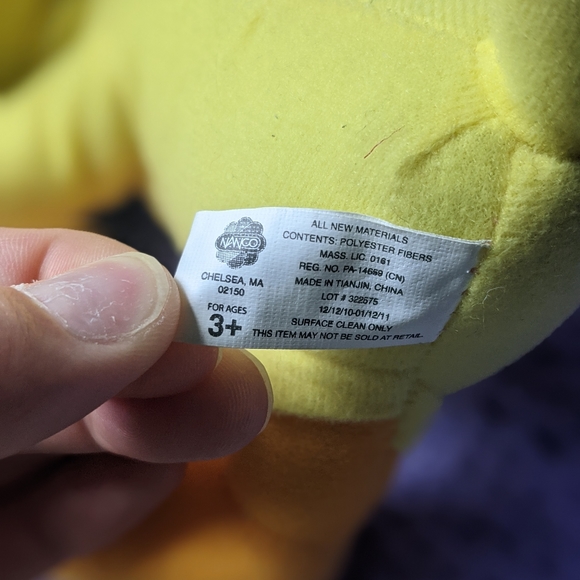 NANCO
CHELSEA, MA
02150
FOR AGES
3+
ALL NEW MATERIALS
CONTENTS: POLYESTER FIBERS
MASS. LIC. 0161
REG. NO. PA-14659 (CN)
MADE IN TIANJIN, CHINA
LOT # 322575
12/12/10-01/12/11
SURFACE CLEAN ONLY
THIS ITEM MAY NOT BE SOLD AT RETAIL.